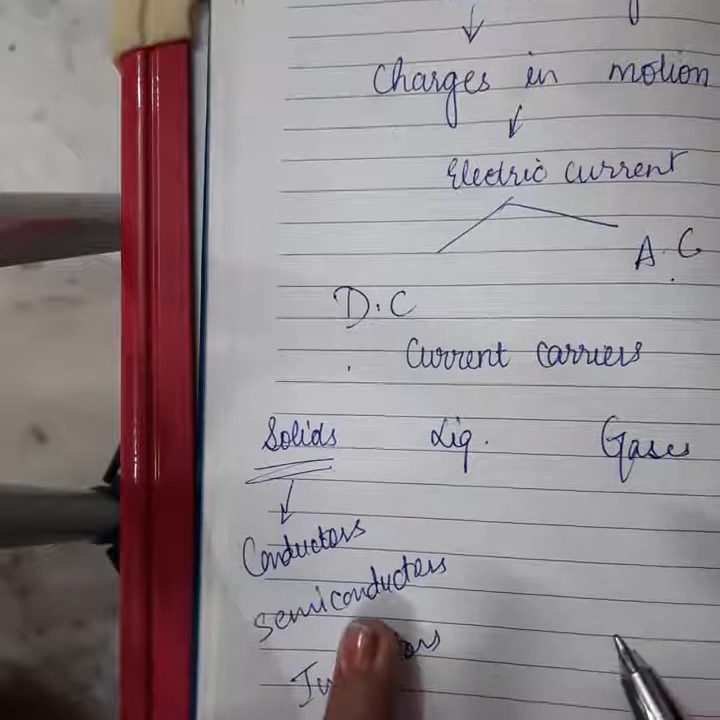 Charges in motion
Electric current
A.C
D.C
Current carriers
Solids Liq. Gases
Conductors
Semiconductors